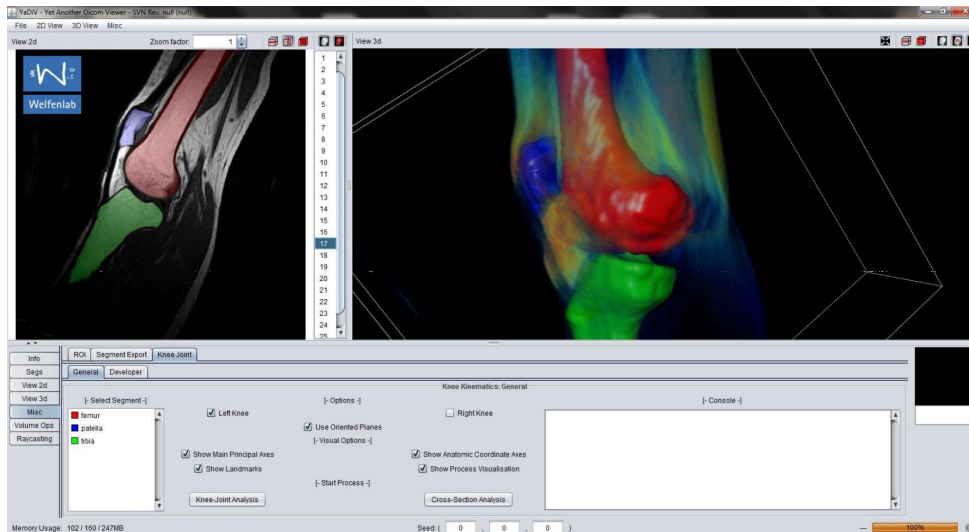 YaDiV - Yet Another Dicom Viewer - SVN Rev. null (null)
File 2D View 3D View Misc
View 2d Zoom factor: 1 View 3d
Welfenlab
1
2
3
4
5
6
7
8
9
10
11
12
13
14
15
16
17
18
19
20
21
22
23
24
25
Info
Segs
View 2d
View 3d
Misc
Volume Ops
Raycasting
ROI Segment Export Knee Joint
General Developer
Knee Kinematics: General
[- Select Segment -] [- Options -] [- Console -]
femur
patella
tibia
Left Knee Right Knee
Use Oriented Planes
[- Visual Options -]
Show Main Principal Axes Show Anatomic Coordinate Axes
Show Landmarks Show Process Visualisation
[- Start Process -]
Knee-Joint Analysis Cross-Section Analysis
Memory Usage: 102 / 160 / 247MB Seed: ( 0 , 0 , 0 ) 100%